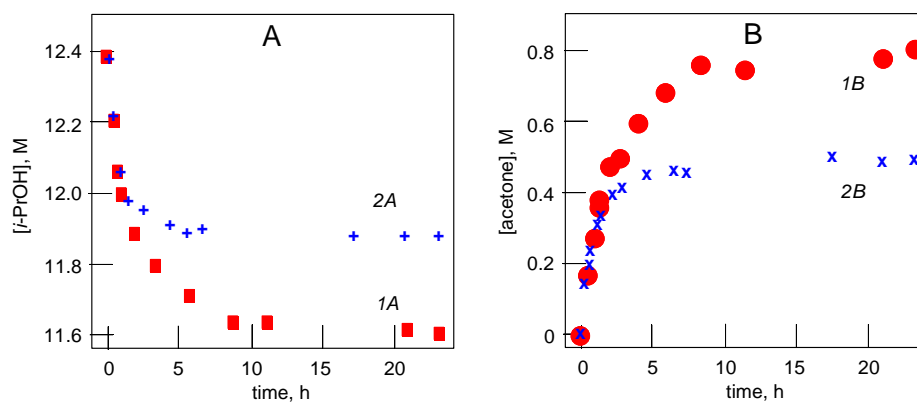 A
12.4
12.2
12.0
11.8
11.6
[i-PrOH], M
2A
1A
0 5 10 15 20
time, h
B
0.8
0.6
0.4
0.2
0
[acetone], M
1B
2B
0 5 10 15 20
time, h